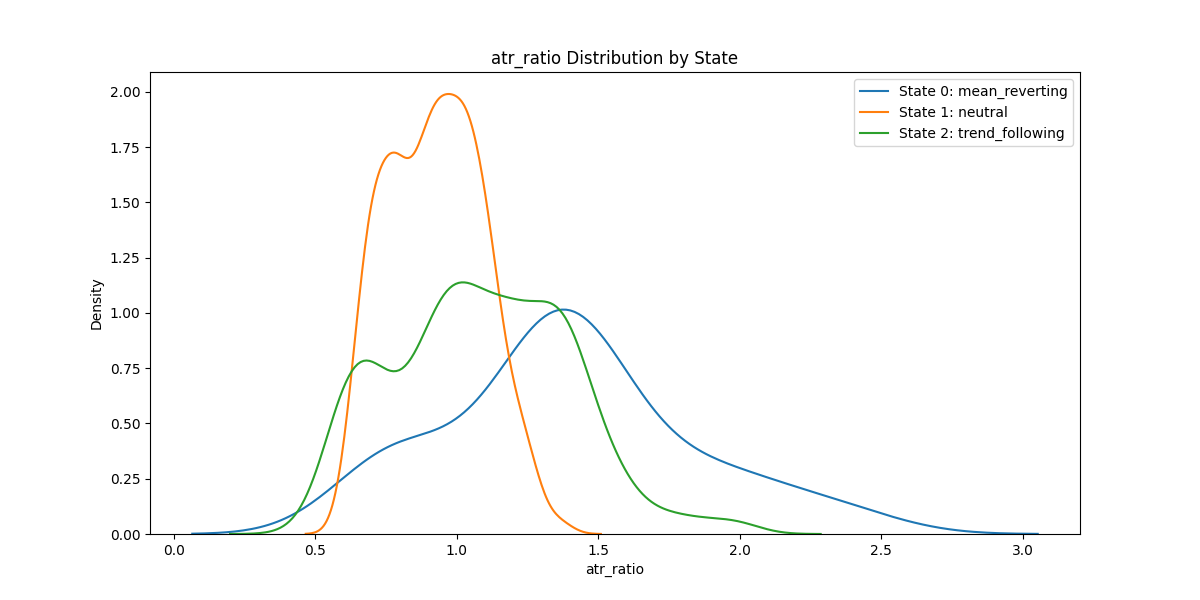 atr_ratio Distribution by State
State 0: mean_reverting
State 1: neutral
State 2: trend_following
Density
2.00
1.75
1.50
1.25
1.00
0.75
0.50
0.25
0.00
0.0 0.5 1.0 1.5 2.0 2.5 3.0
atr_ratio